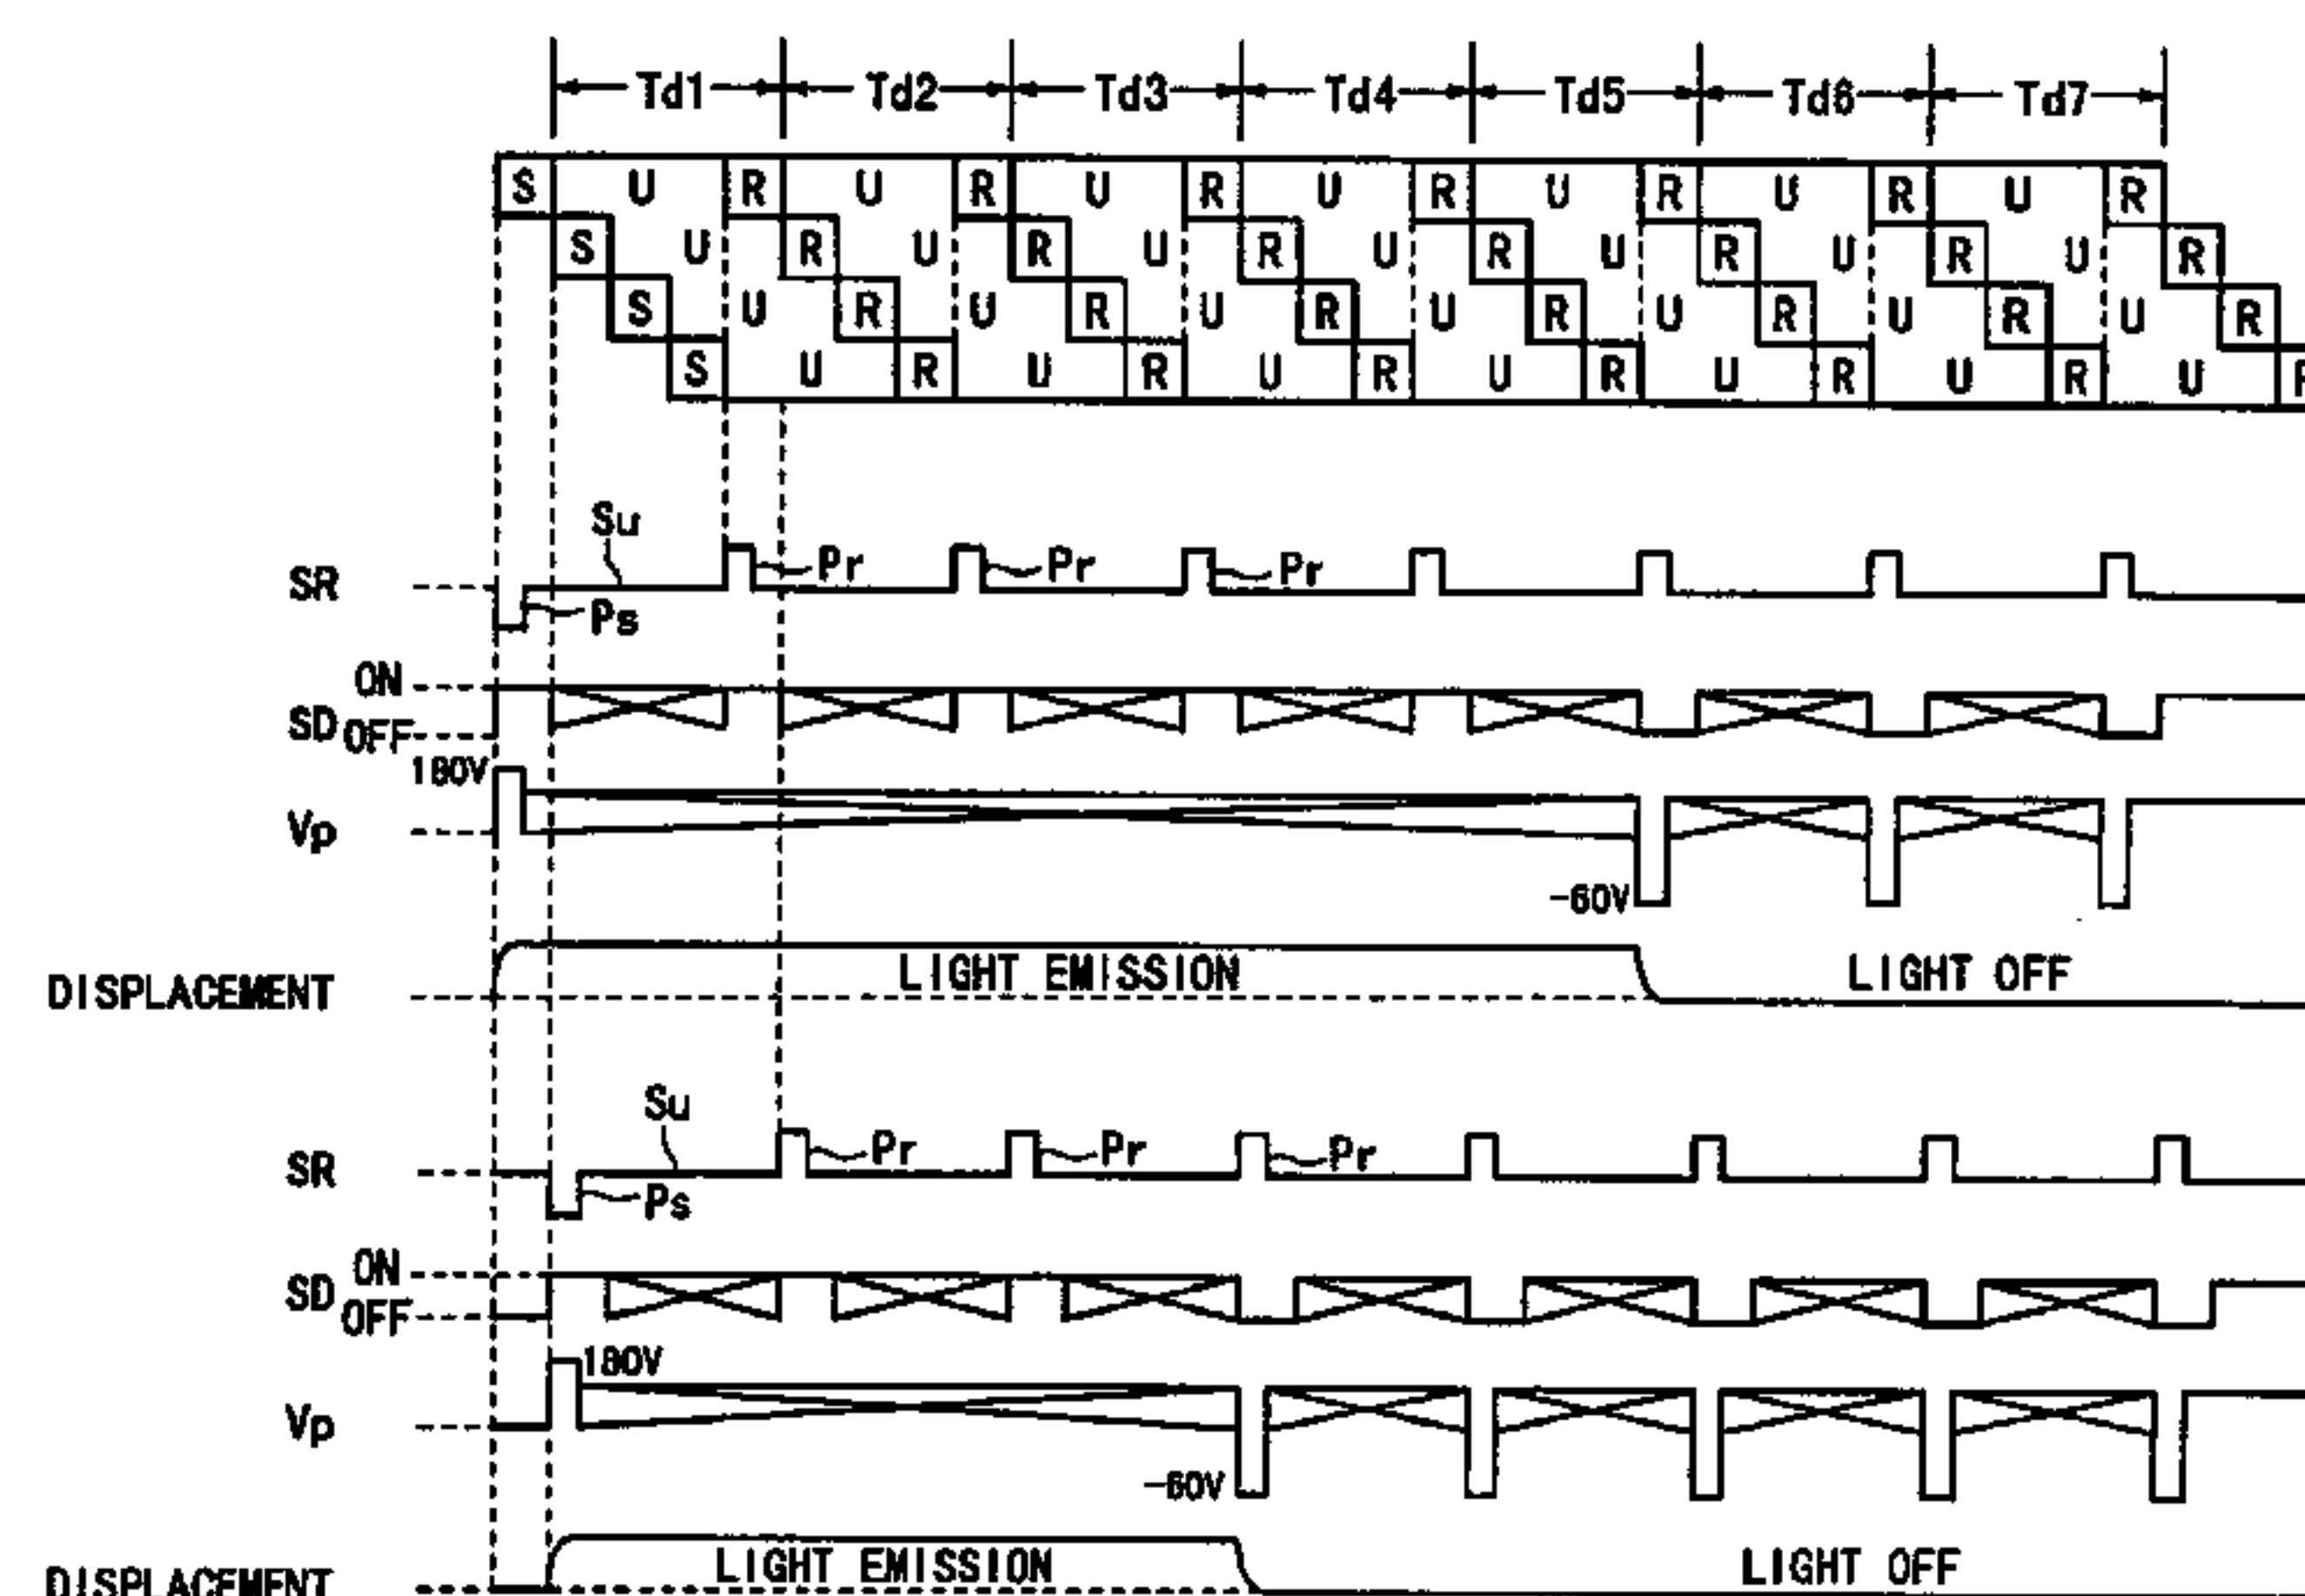 Td1 Td2 Td3 Td4 Td5 Td6 Td7
S U R U R U R U R U R U R U R
S U R U R U R U R U R U R
S U R U R U R U R U R U R
S U R U R U R U R U R U R U
Su
SR Pr Pr Pr
Ps
ON
SD OFF
180V
Vp
-60V
LIGHT EMISSION LIGHT OFF
DISPLACEMENT
Su
SR Pr Pr Pr
Ps
ON
SD OFF
180V
Vp
-60V
LIGHT EMISSION LIGHT OFF
DISPLACEMENT